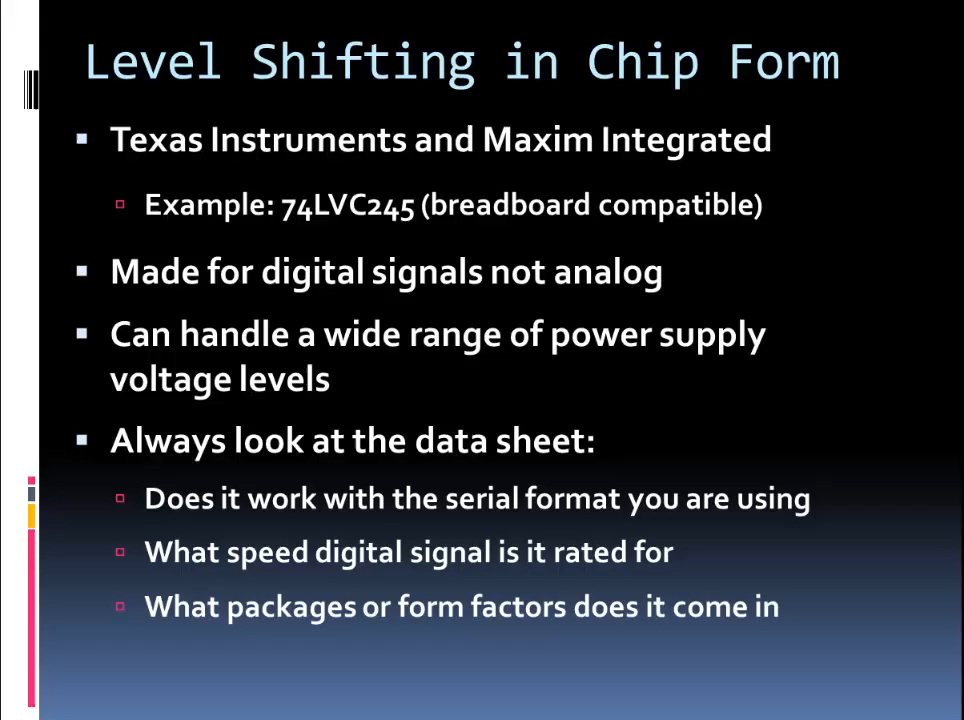 Level Shifting in Chip Form
Texas Instruments and Maxim Integrated
Example: 74LVC245 (breadboard compatible)
Made for digital signals not analog
Can handle a wide range of power supply
voltage levels
Always look at the data sheet:
Does it work with the serial format you are using
What speed digital signal is it rated for
What packages or form factors does it come in